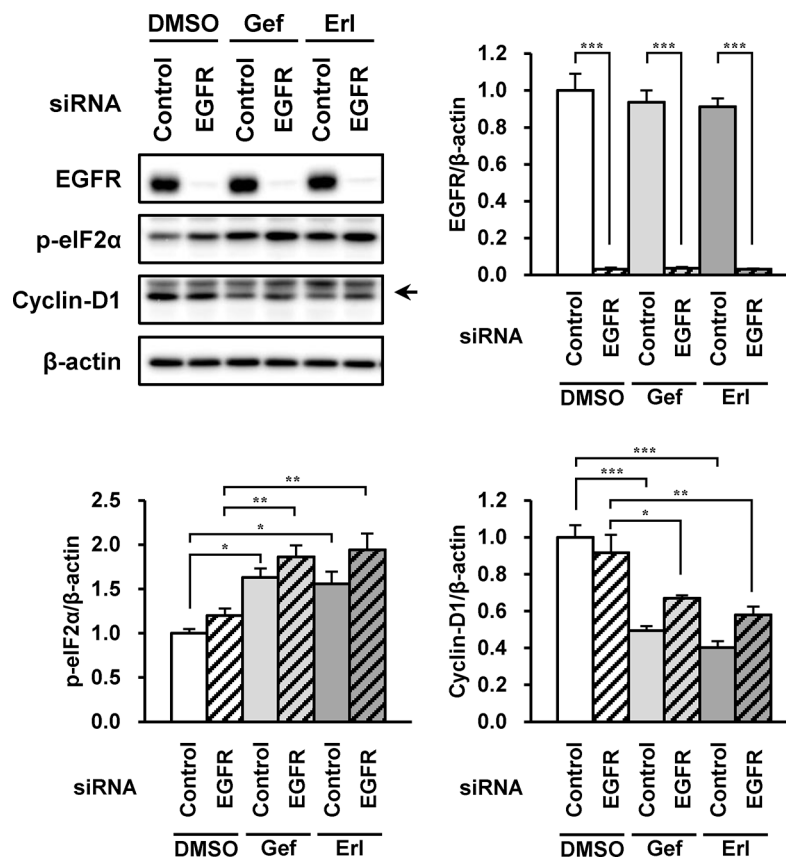 DMSO Gef Erl
siRNA Control EGFR Control EGFR Control EGFR
EGFR
p-eIF2α
Cyclin-D1
β-actin
*** *** ***
EGFR/β-actin
1.2
1.0
0.8
0.6
0.4
0.2
0.0
siRNA Control EGFR Control EGFR Control EGFR
DMSO Gef Erl
**
**
*
*
p-eIF2α/β-actin
2.5
2.0
1.5
1.0
0.5
0.0
siRNA Control EGFR Control EGFR Control EGFR
DMSO Gef Erl
***
***
**
*
Cyclin-D1/β-actin
1.2
1.0
0.8
0.6
0.4
0.2
0.0
siRNA Control EGFR Control EGFR Control EGFR
DMSO Gef Erl